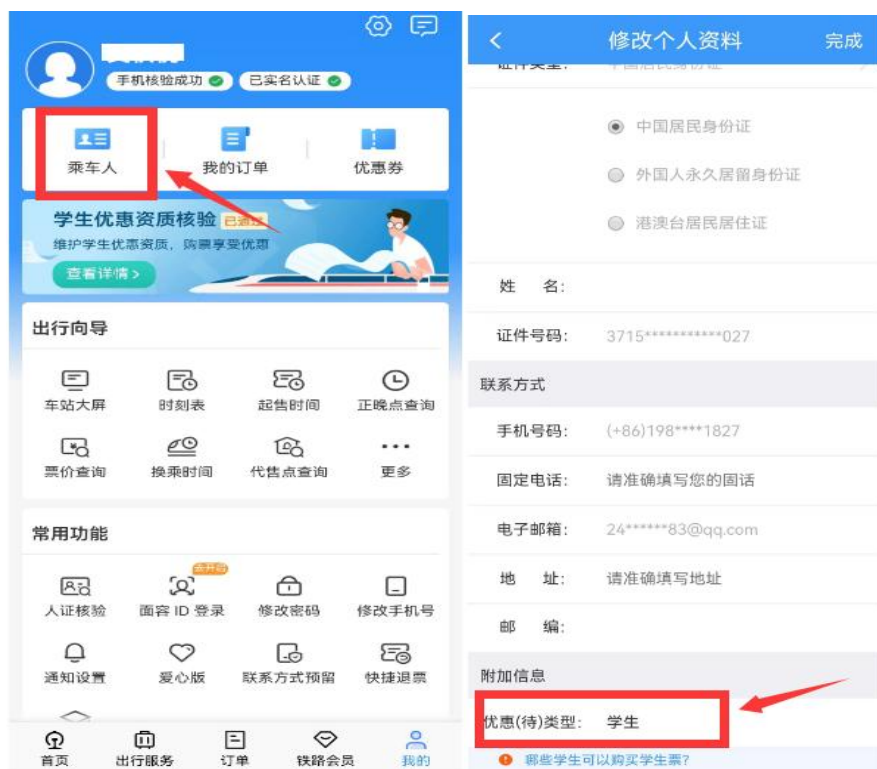 手机核验成功 已实名认证
乘车人 我的订单 优惠券
学生优惠资质核验
维护学生优惠资质，购票享受优惠
查看详情 >
出行向导
车站大屏 时刻表 起售时间 正晚点查询
票价查询 换乘时间 代售点查询 更多
常用功能
去开启
人证核验 面容 ID 登录 修改密码 修改手机号
通知设置 爱心版 联系方式预留 快捷退票
首页 出行服务 订单 铁路会员 我的
修改个人资料 完成
中国居民身份证
外国人永久居留身份证
港澳台居民居住证
姓 名:
证件号码: 3715***********027
联系方式
手机号码: (+86)198****1827
固定电话: 请准确填写您的固话
电子邮箱: 24******83@qq.com
地 址: 请准确填写地址
邮 编:
附加信息
优惠(待)类型: 学生
哪些学生可以购买学生票?